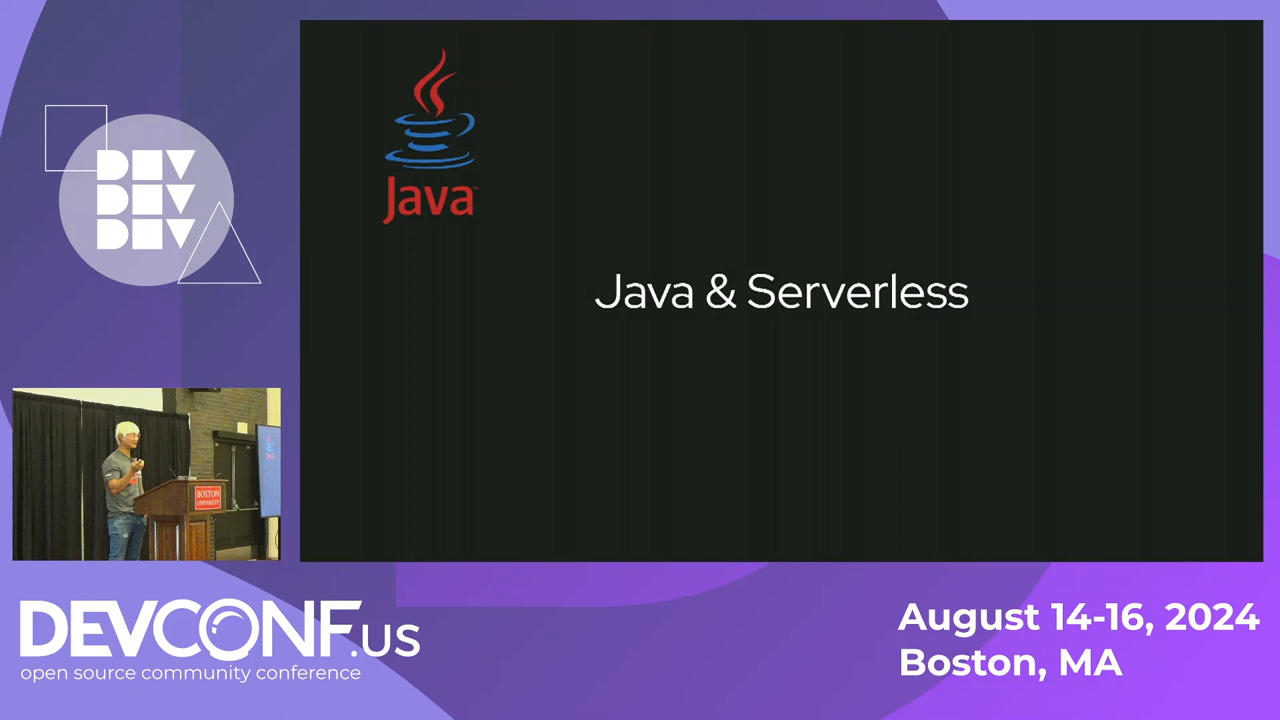 DEV
DEV
DEV
Java
Java & Serverless
BOSTON
UNIVERSITY
DEVCONF.US
open source community conference
August 14-16, 2024
Boston, MA